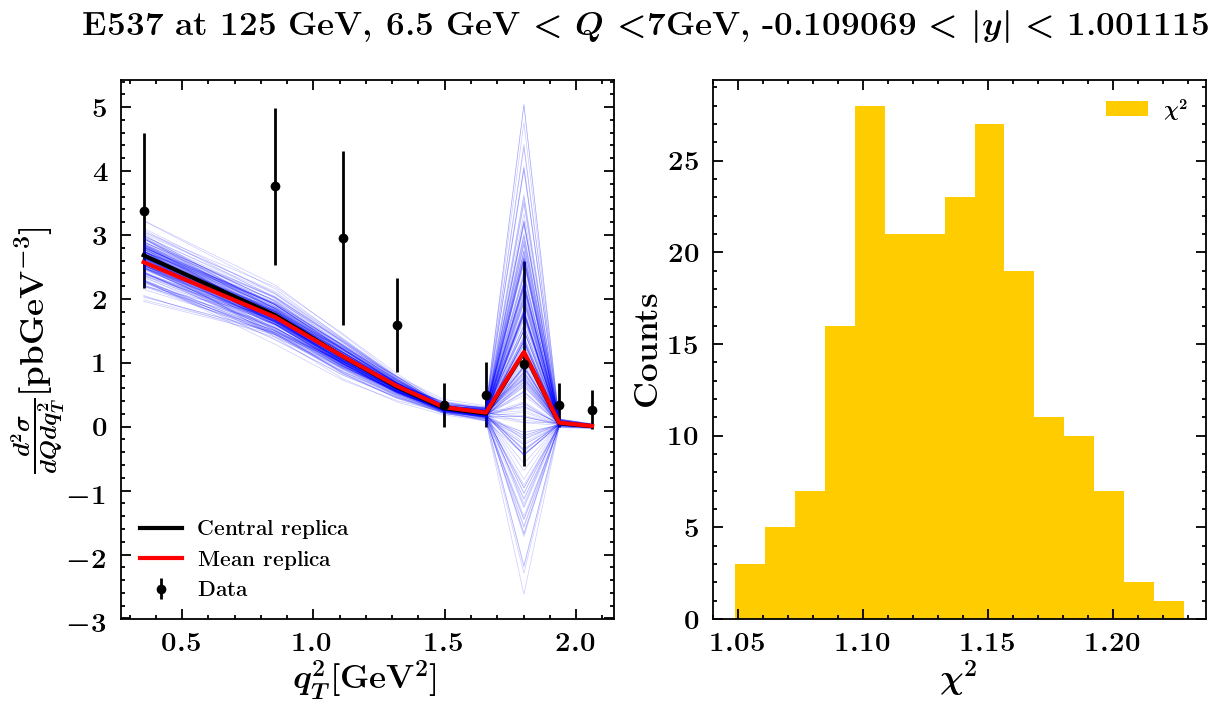 E537 at 125 GeV, 6.5 GeV < Q <7GeV, -0.109069 < |y| < 1.001115
d²σ/dQdq_T² [pbGeV⁻³]
5
4
3
2
1
0
−1
−2
−3
Central replica
Mean replica
Data
0.5 1.0 1.5 2.0
q_T²[GeV²]
χ²
Counts
25
20
15
10
5
0
1.05 1.10 1.15 1.20
χ²